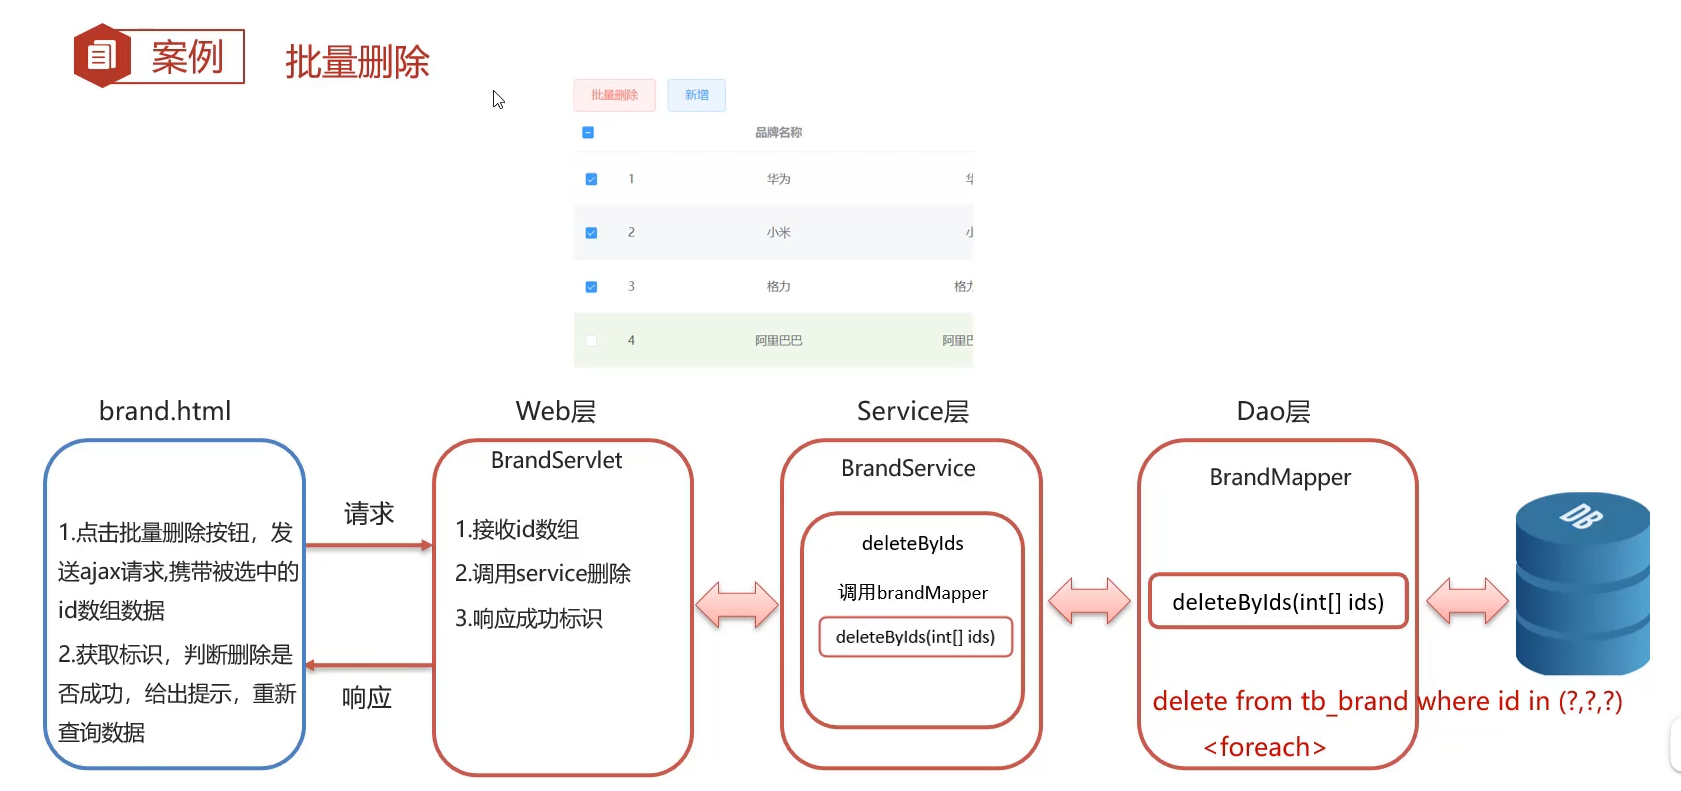 案例
批量删除
批量删除 新增
品牌名称
1 华为
2 小米
3 格力
4 阿里巴巴 阿里巴
brand.html
1.点击批量删除按钮，发
送ajax请求,携带被选中的
id数组数据
2.获取标识，判断删除是
否成功，给出提示，重新
查询数据
请求
响应
Web层
BrandServlet
1.接收id数组
2.调用service删除
3.响应成功标识
Service层
BrandService
deleteByIds
调用brandMapper
deleteByIds(int[] ids)
Dao层
BrandMapper
deleteByIds(int[] ids)
delete from tb_brand where id in (?,?,?)
<foreach>
DB